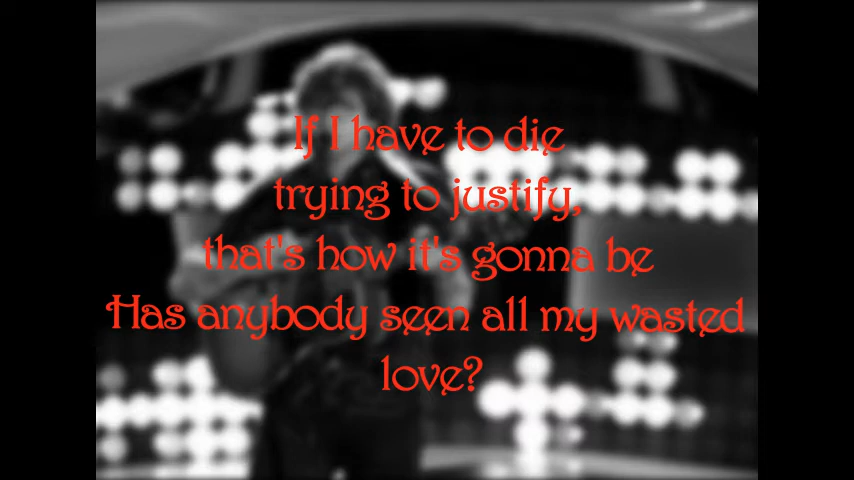 If I have to die
trying to justify,
that's how it's gonna be
Has anybody seen all my wasted
love?